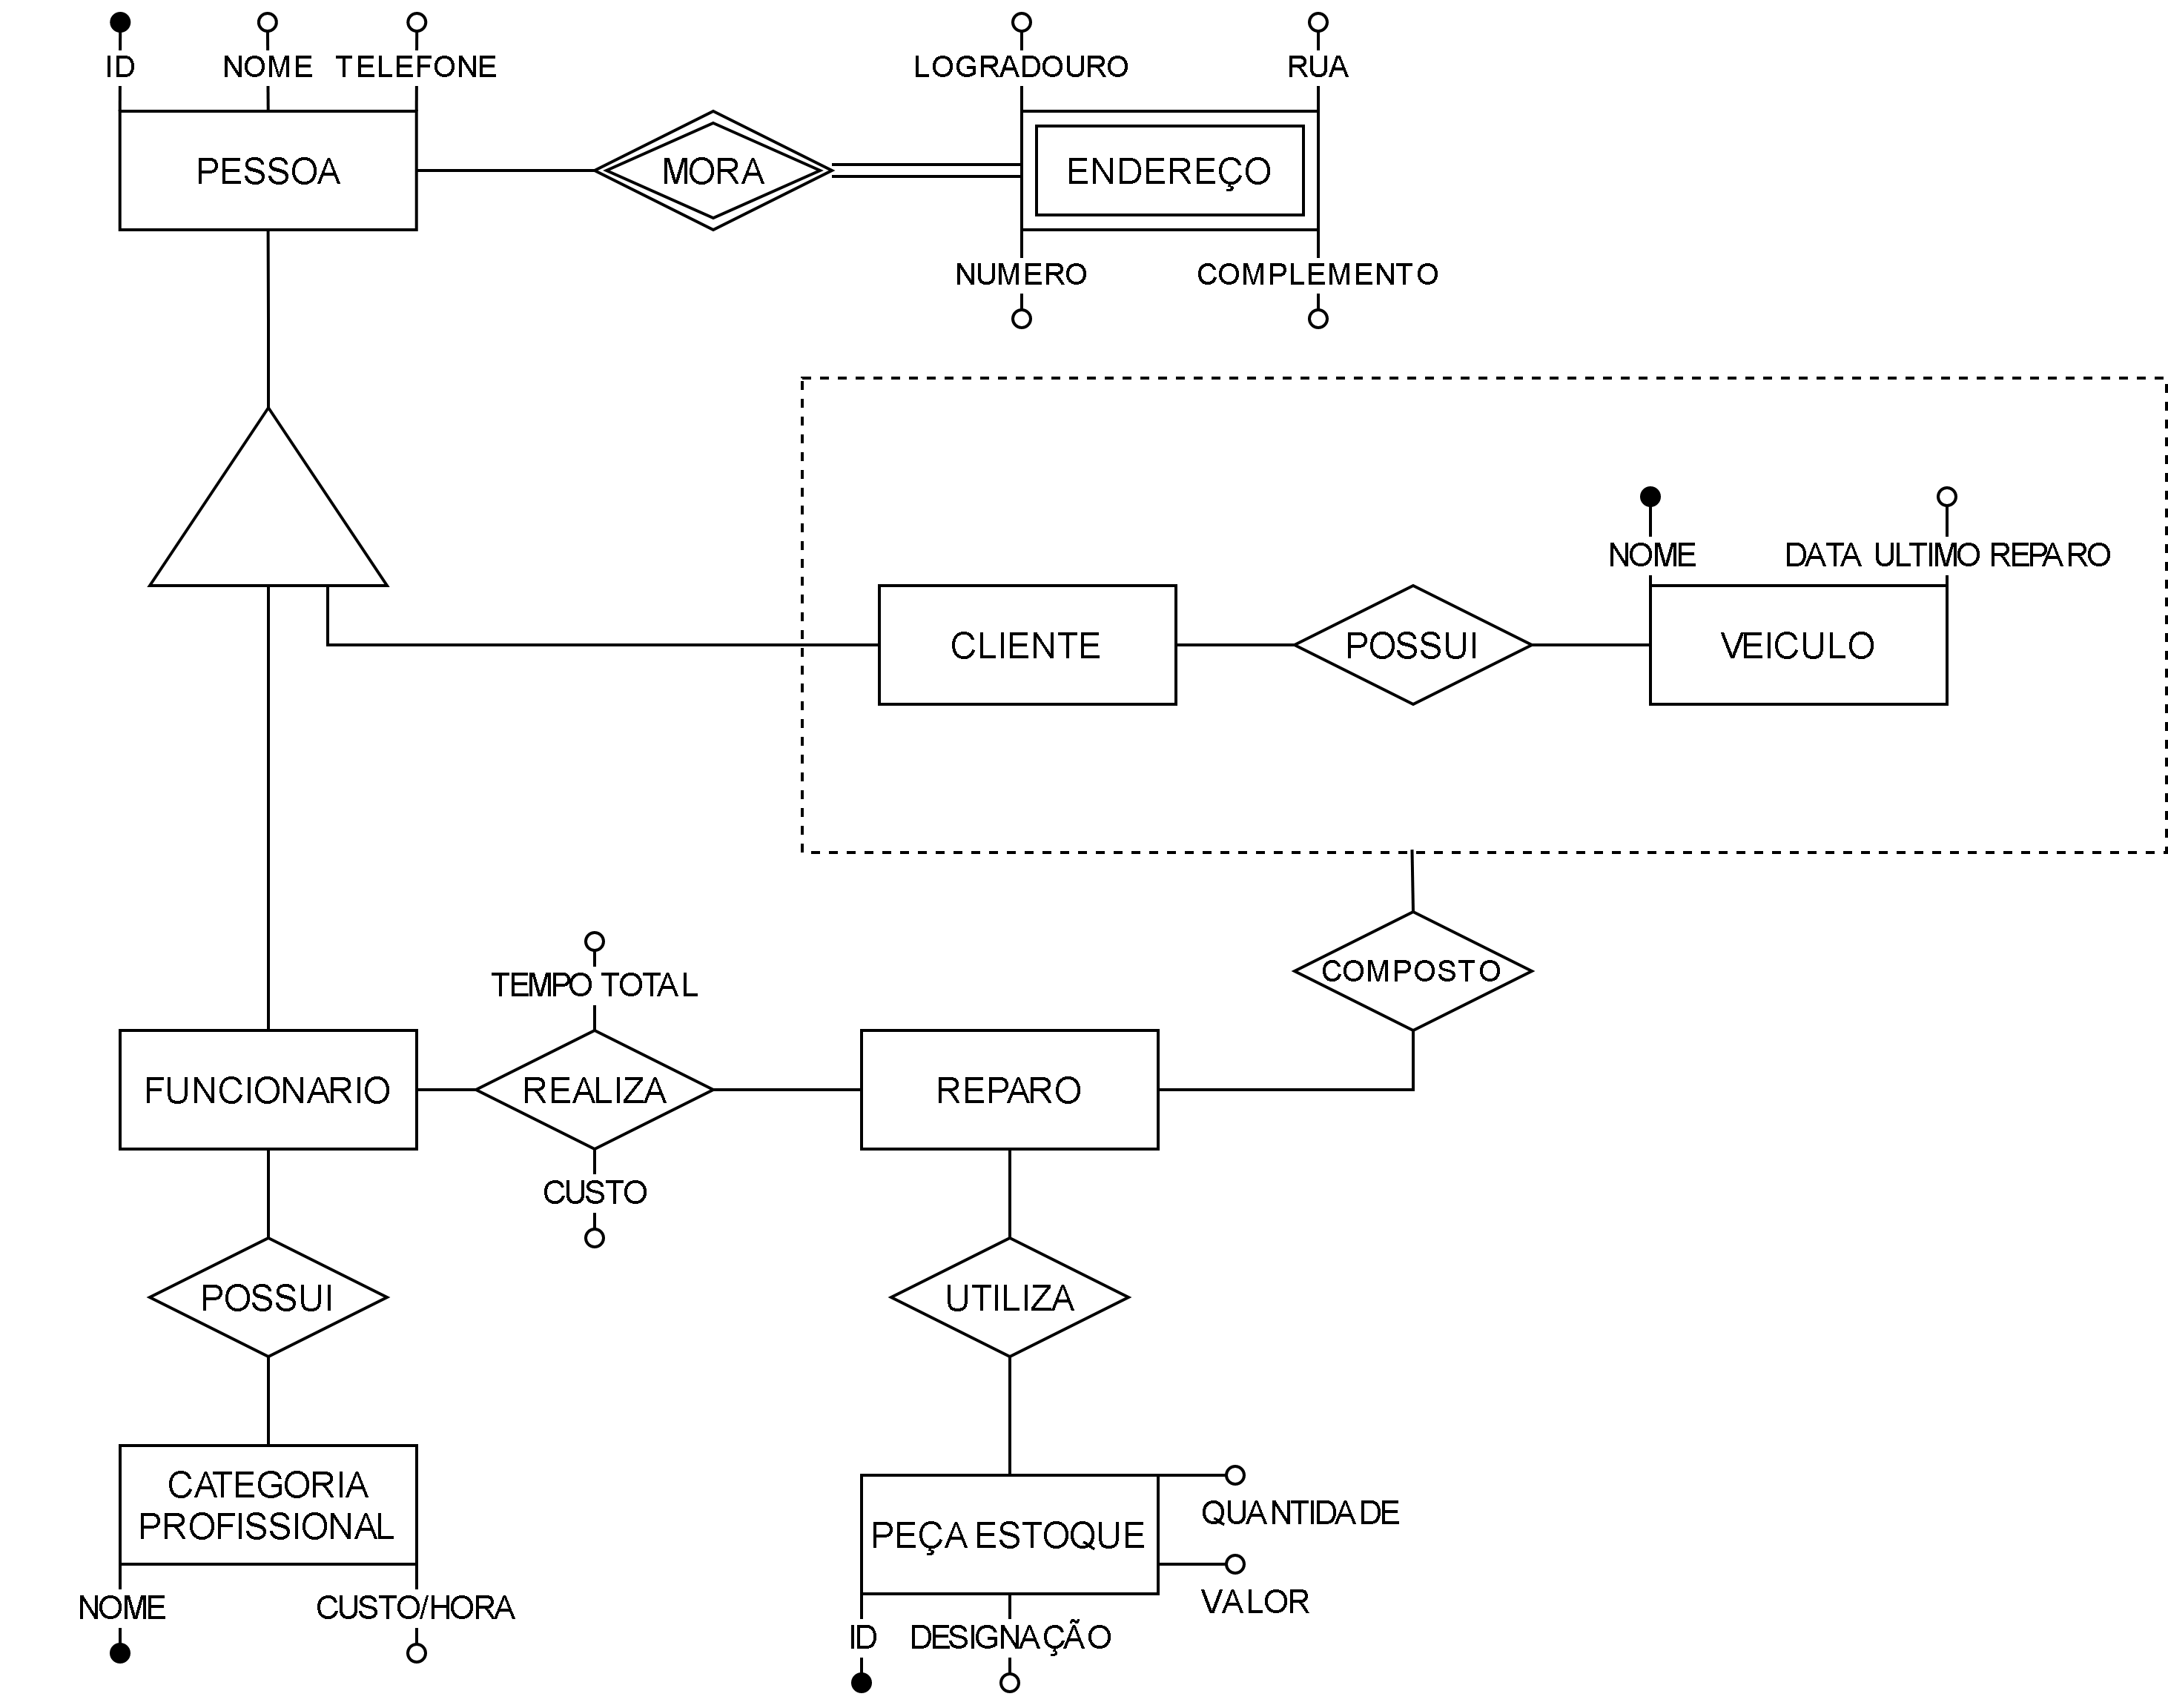 ID
NOME
TELEFONE
LOGRADOURO
RUA
PESSOA
MORA
ENDEREÇO
NUMERO
COMPLEMENTO
NOME
DATA ULTIMO REPARO
CLIENTE
POSSUI
VEICULO
COMPOSTO
TEMPO TOTAL
FUNCIONARIO
REALIZA
REPARO
CUSTO
POSSUI
UTILIZA
CATEGORIA
PROFISSIONAL
PEÇA ESTOQUE
QUANTIDADE
VALOR
NOME
CUSTO/HORA
ID
DESIGNAÇÃO